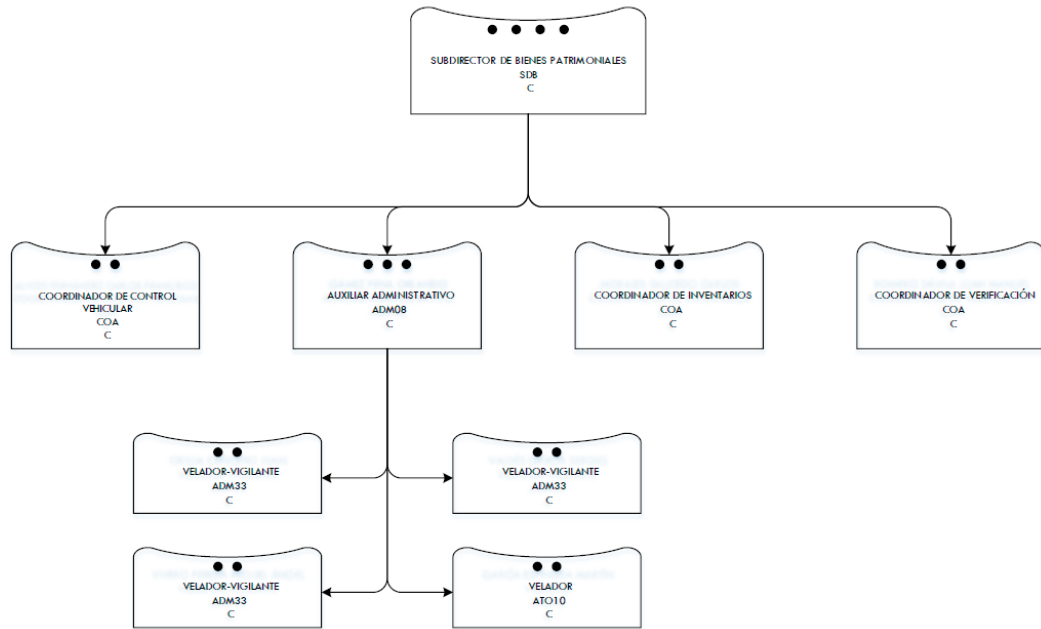 SUBDIRECTOR DE BIENES PATRIMONIALES
SDB
C
COORDINADOR DE CONTROL
VEHICULAR
COA
C
AUXILIAR ADMINISTRATIVO
ADM08
C
COORDINADOR DE INVENTARIOS
COA
C
COORDINADOR DE VERIFICACIÓN
COA
C
VELADOR-VIGILANTE
ADM33
C
VELADOR-VIGILANTE
ADM33
C
VELADOR-VIGILANTE
ADM33
C
VELADOR
ATO10
C